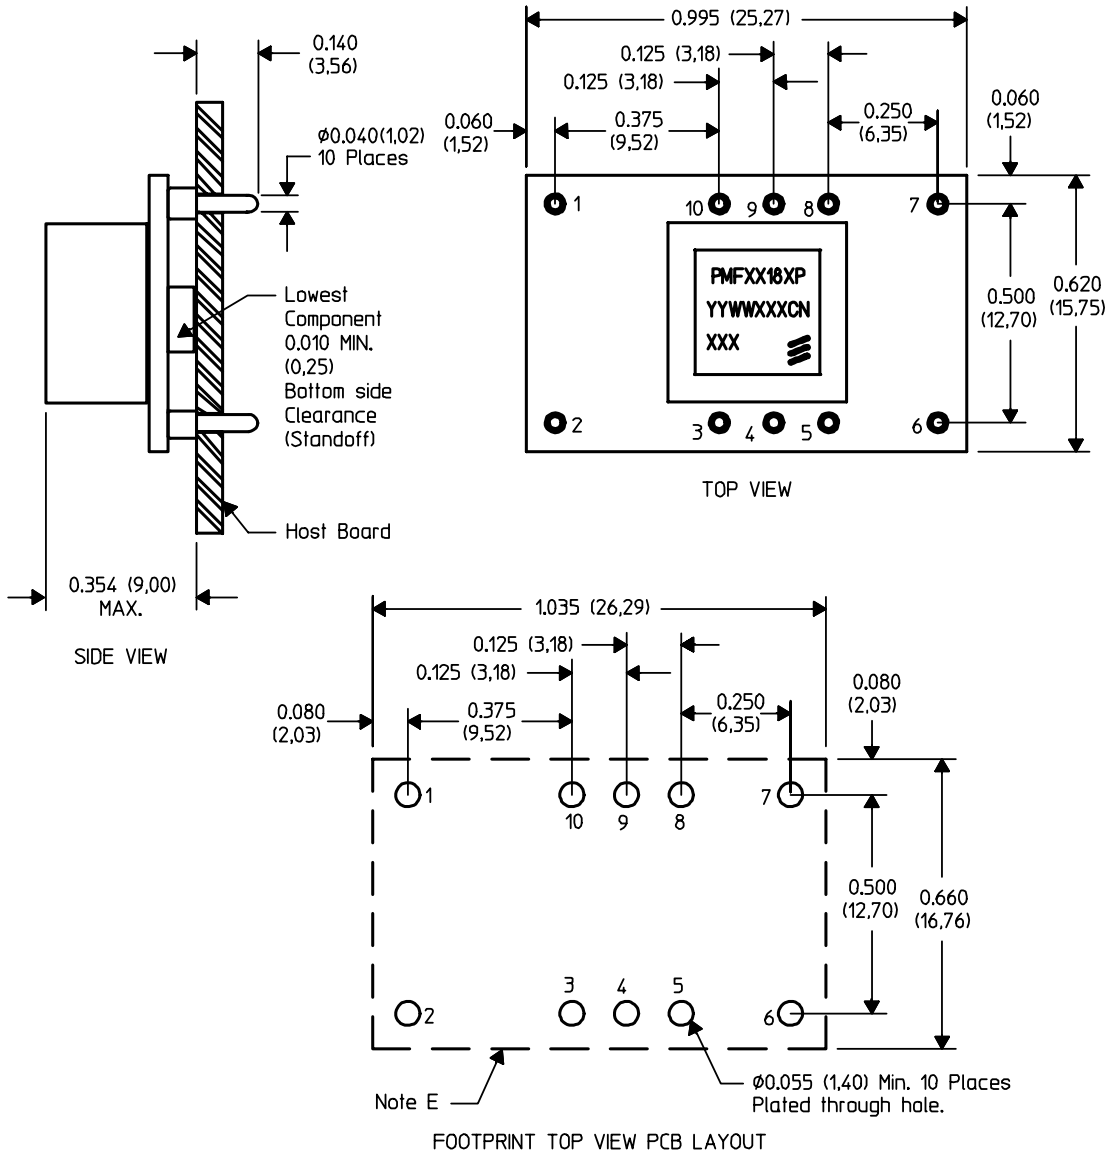 0.140
(3,56)
Ø0.040(1,02)
10 Places
Lowest
Component
0.010 MIN.
(0,25)
Bottom side
Clearance
(Standoff)
Host Board
0.354 (9,00)
MAX.
SIDE VIEW
0.995 (25,27)
0.125 (3,18)
0.125 (3,18)
0.060
(1,52)
0.375
(9,52)
0.250
(6,35)
0.060
(1,52)
1
10
9
8
7
PMFXX18XP
YYWWXXXCN
XXX
0.500
(12,70)
0.620
(15,75)
2
3
4
5
6
TOP VIEW
1.035 (26,29)
0.125 (3,18)
0.125 (3,18)
0.080
(2,03)
0.375
(9,52)
0.250
(6,35)
0.080
(2,03)
1
10
9
8
7
0.500
(12,70)
0.660
(16,76)
2
3
4
5
6
Note E
Ø0.055 (1,40) Min. 10 Places
Plated through hole.
FOOTPRINT TOP VIEW PCB LAYOUT